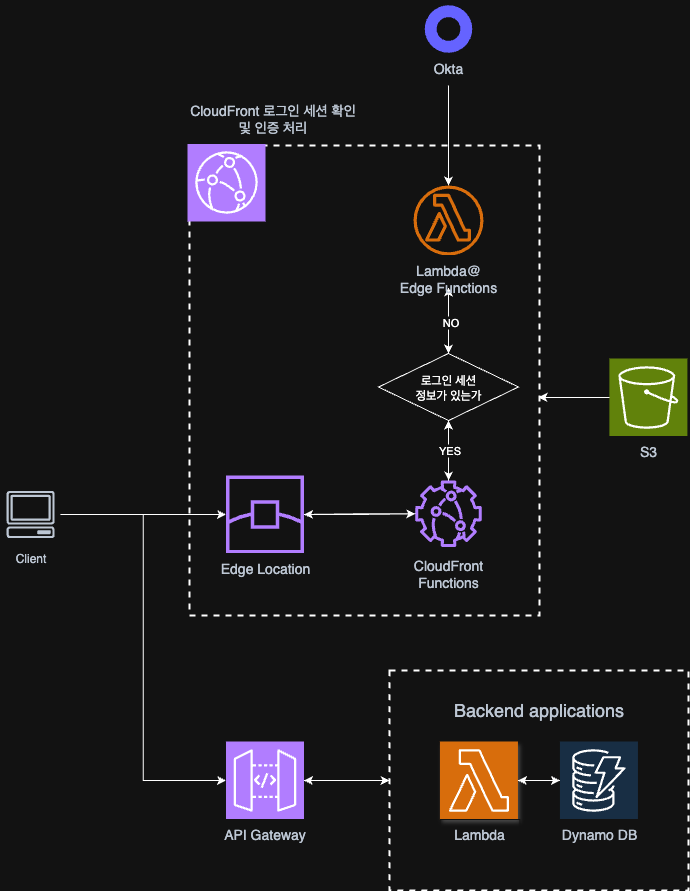 Okta
CloudFront 로그인 세션 확인
및 인증 처리
Lambda@
Edge Functions
NO
로그인 세션
정보가 있는가
S3
YES
Client
Edge Location
CloudFront
Functions
Backend applications
API Gateway
Lambda
Dynamo DB